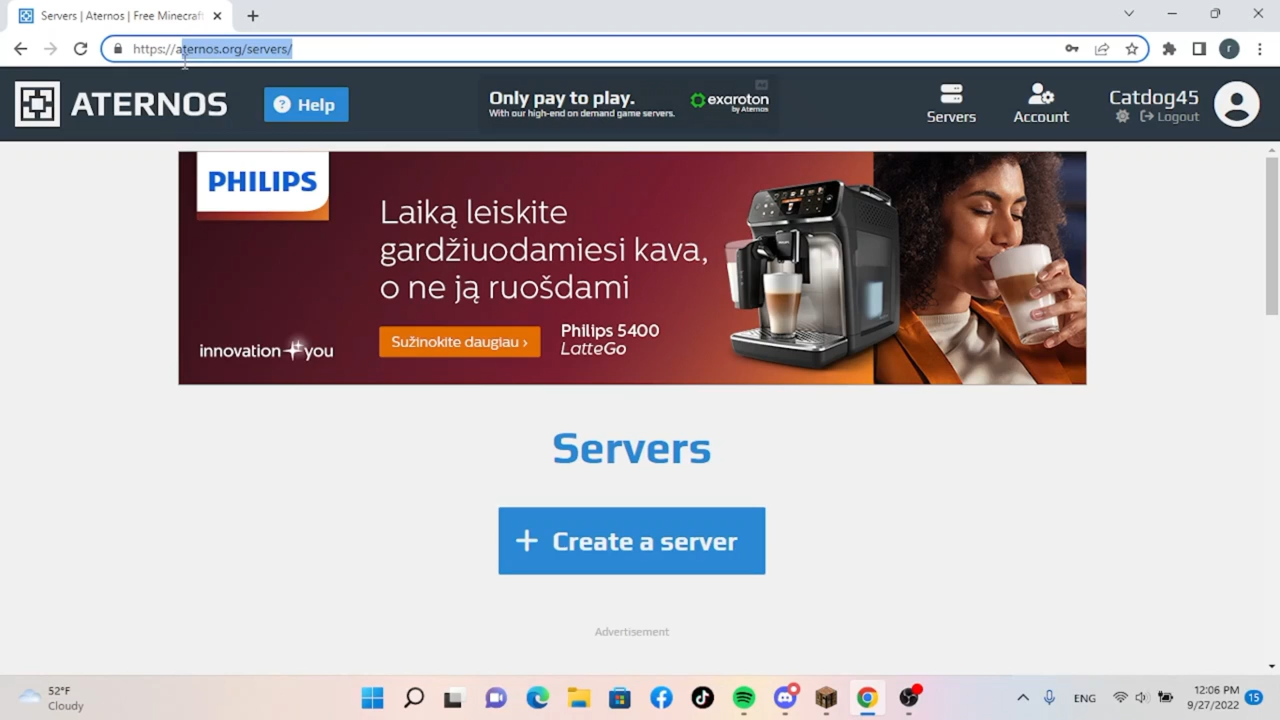 Servers | Aternos | Free Minecraft
https://aternos.org/servers/
r
ATERNOS
? Help
Only pay to play.
With our high-end on demand game servers.
exaroton
by Aternos
Ad
Servers
Account
Catdog45
Logout
PHILIPS
Laiką leiskite
gardžiuodamiesi kava,
o ne ją ruošdami
Sužinokite daugiau ›
Philips 5400
LatteGo
innovation you
Servers
+ Create a server
Advertisement
52°F
Cloudy
ENG
12:06 PM
9/27/2022
15